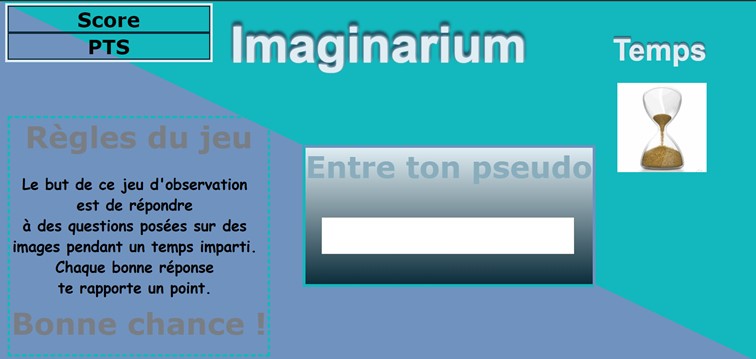 Score
PTS
Imaginarium
Temps
Règles du jeu
Le but de ce jeu d'observation
est de répondre
à des questions posées sur des
images pendant un temps imparti.
Chaque bonne réponse
te rapporte un point.
Bonne chance !
Entre ton pseudo